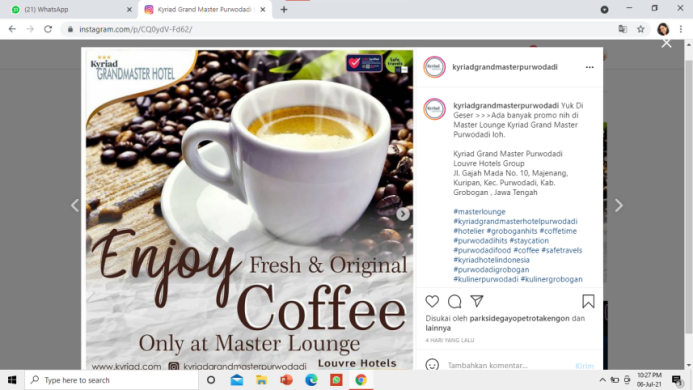 (21) WhatsApp
Kyriad Grand Master Purwodadi
instagram.com/p/CQ0ydV-Fd62/
Kyriad
GRANDMASTER HOTEL
Safe
travels
Enjoy Fresh & Original
Coffee
Only at Master Lounge
www.kyriad.com kyriadgrandmasterpurwodadi Louvre Hotels
kyriadgrandmasterpurwodadi
kyriadgrandmasterpurwodadi Yuk Di
Geser >>>Ada banyak promo nih di
Master Lounge Kyriad Grand Master
Purwodadi loh.
Kyriad Grand Master Purwodadi
Louvre Hotels Group
Jl. Gajah Mada No. 10, Majenang,
Kuripan, Kec. Purwodadi, Kab.
Grobogan , Jawa Tengah
#masterlounge
#kyriadgrandmasterhotelpurwodadi
#hotelier #groboganhits #coffetime
#purwodadihits #staycation
#purwodadifood #coffee #safetravels
#kyriadhotelindonesia
#purwodadigrobogan
#kulinerpurwodadi #kulinergrobogan
Disukai oleh parksidegayopetrotakengon dan
lainnya
4 HARI YANG LALU
Tambahkan komentar...
Kirim
Type here to search
10:27 PM
06-Jul-21